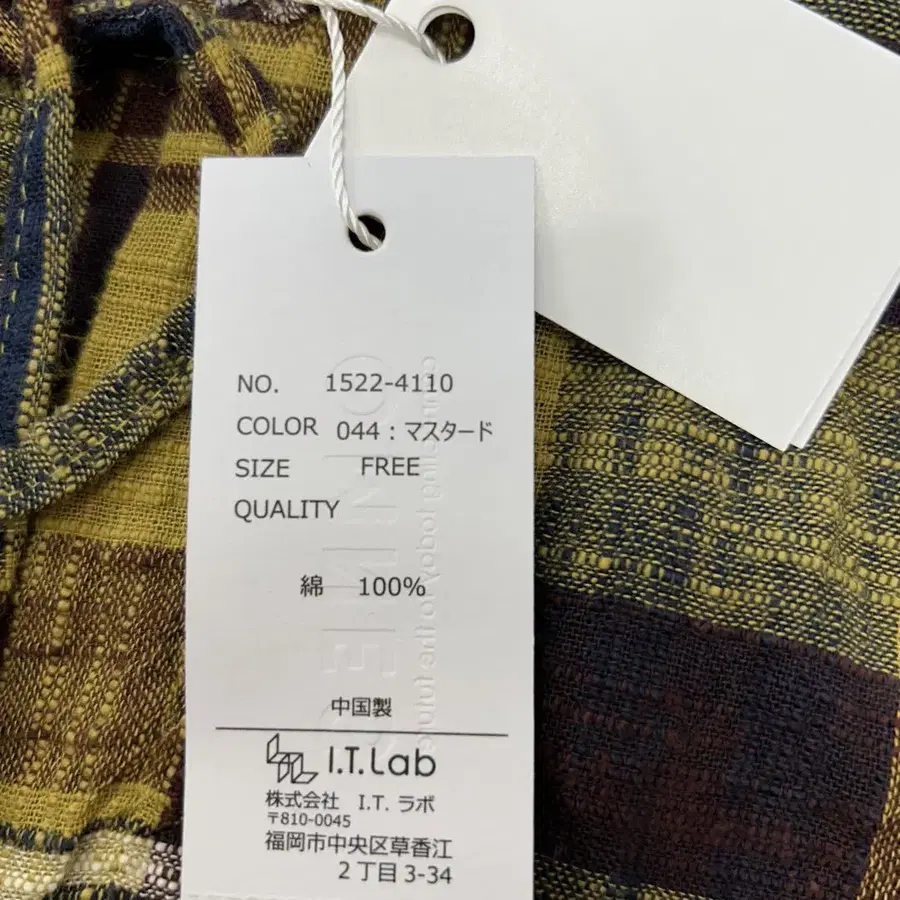 NO. 1522-4110
COLOR 044：マスタード
SIZE FREE
QUALITY
綿 100%
中国製
I.T.Lab
株式会社 I.T. ラボ
〒810-0045
福岡市中央区草香江
２丁目3-34